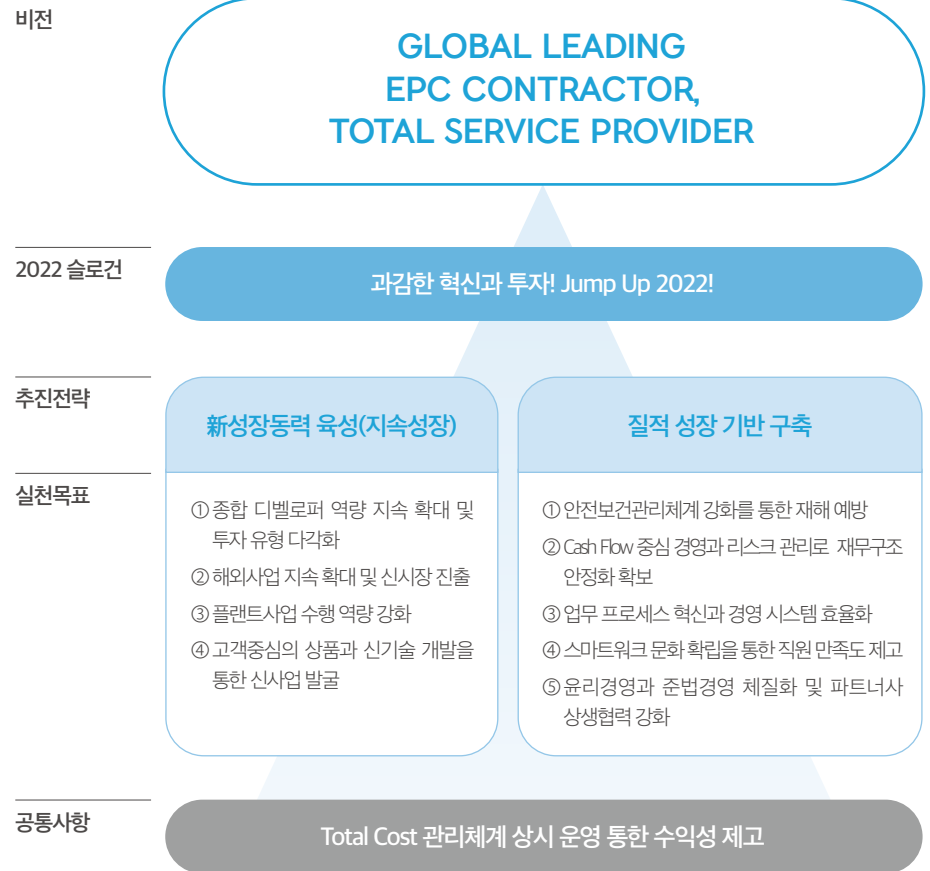 비전
GLOBAL LEADING
EPC CONTRACTOR,
TOTAL SERVICE PROVIDER
2022 슬로건
과감한 혁신과 투자! Jump Up 2022!
추진전략
新성장동력 육성(지속성장)
질적 성장 기반 구축
실천목표
① 종합 디벨로퍼 역량 지속 확대 및
투자 유형 다각화
② 해외사업 지속 확대 및 신시장 진출
③ 플랜트사업 수행 역량 강화
④ 고객중심의 상품과 신기술 개발을
통한 신사업 발굴
① 안전보건관리체계 강화를 통한 재해 예방
② Cash Flow 중심 경영과 리스크 관리로 재무구조
안정화 확보
③ 업무 프로세스 혁신과 경영 시스템 효율화
④ 스마트워크 문화 확립을 통한 직원 만족도 제고
⑤ 윤리경영과 준법경영 체질화 및 파트너사
상생협력 강화
공통사항
Total Cost 관리체계 상시 운영 통한 수익성 제고